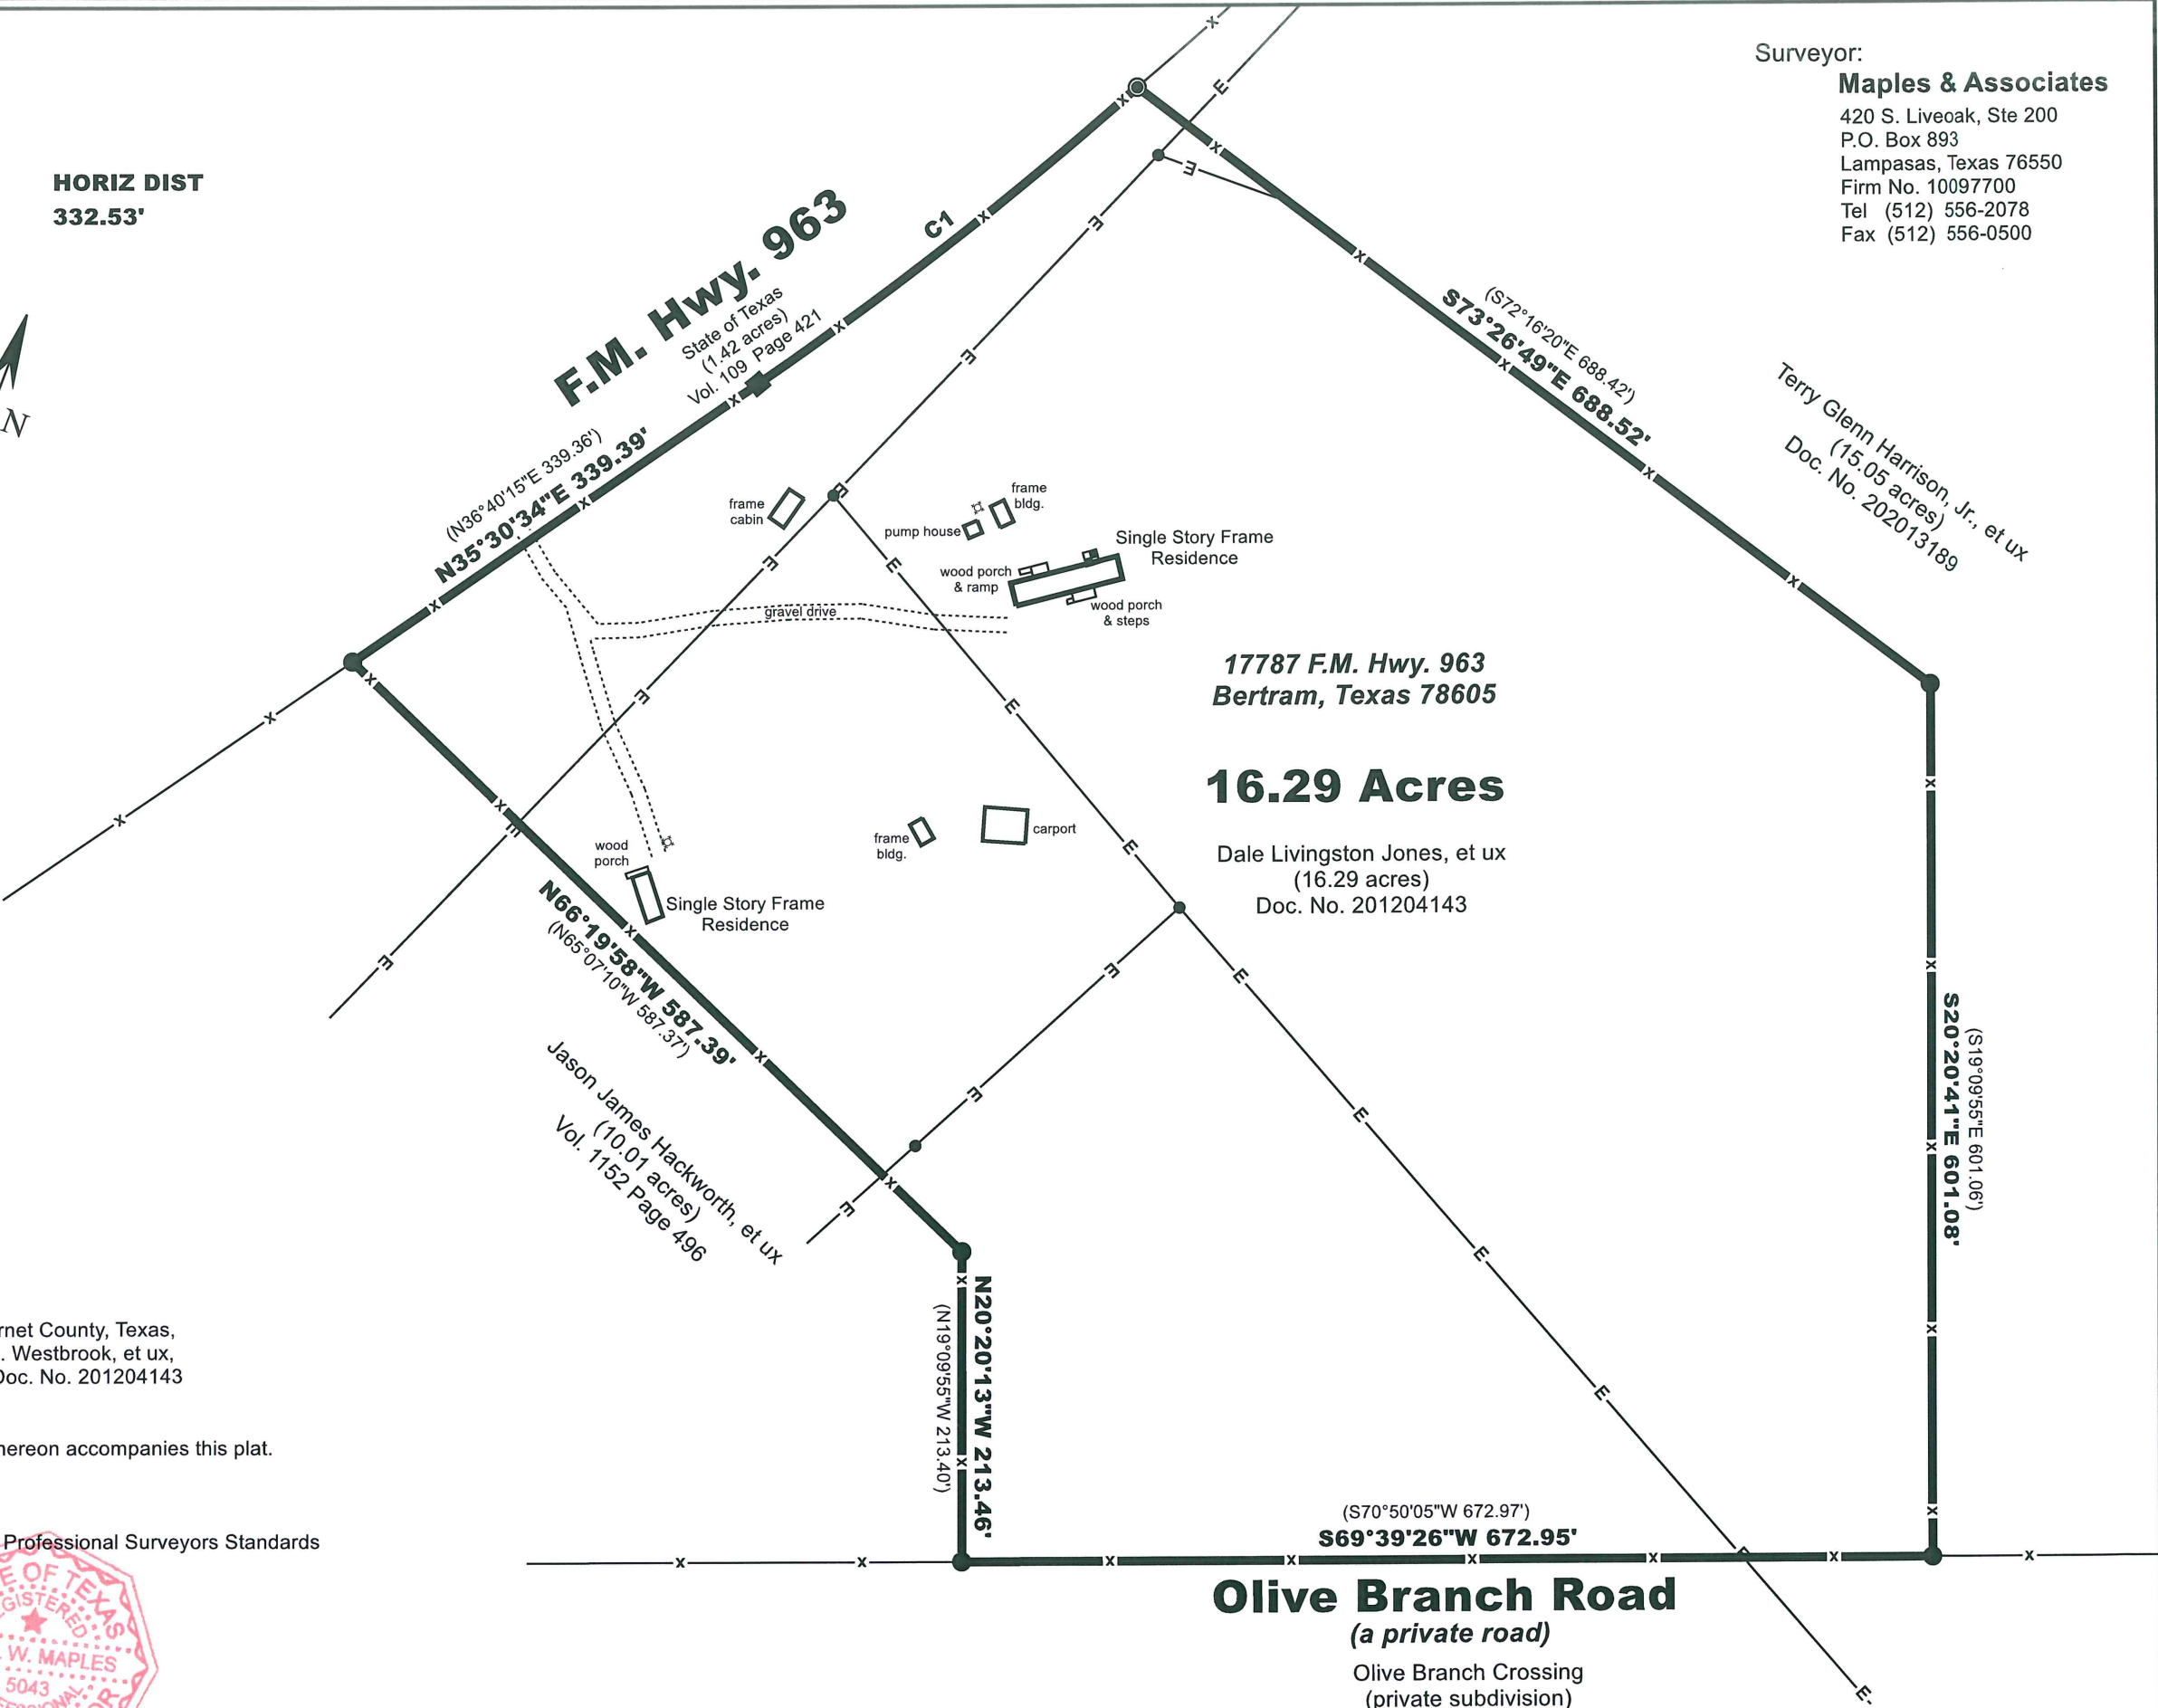 Surveyor:
Maples & Associates
420 S. Liveoak, Ste 200
P.O. Box 893
Lampasas, Texas 76550
Firm No. 10097700
Tel (512) 556-2078
Fax (512) 556-0500
HORIZ DIST
332.53'
N
F.M. Hwy. 963
State of Texas
(1.42 acres)
Vol. 109 Page 421
C1
(N36°40'15"E 339.36')
N35°30'34"E 339.39'
(S72°16'20"E 688.42')
S73°26'49"E 688.52'
Terry Glenn Harrison, Jr., et ux
(15.05 acres)
Doc. No. 202013189
frame
cabin
frame
bldg.
pump house
Single Story Frame
Residence
wood porch
& ramp
wood porch
& steps
gravel drive
17787 F.M. Hwy. 963
Bertram, Texas 78605
16.29 Acres
Dale Livingston Jones, et ux
(16.29 acres)
Doc. No. 201204143
frame
bldg.
carport
wood
porch
Single Story Frame
Residence
N66°19'58"W 587.39'
(N65°07'10"W 587.37')
Jason James Hackworth, et ux
(10.01 acres)
Vol. 1152 Page 496
S20°20'41"E 601.08'
(S19°09'55"E 601.06')
N20°20'13"W 213.46'
(N19°09'55"W 213.40')
(S70°50'05"W 672.97')
S69°39'26"W 672.95'
Olive Branch Road
(a private road)
Olive Branch Crossing
(private subdivision)
rnet County, Texas,
. Westbrook, et ux,
Doc. No. 201204143
hereon accompanies this plat.
Professional Surveyors Standards
E OF TEXAS
GISTERED
W. MAPLES
5043